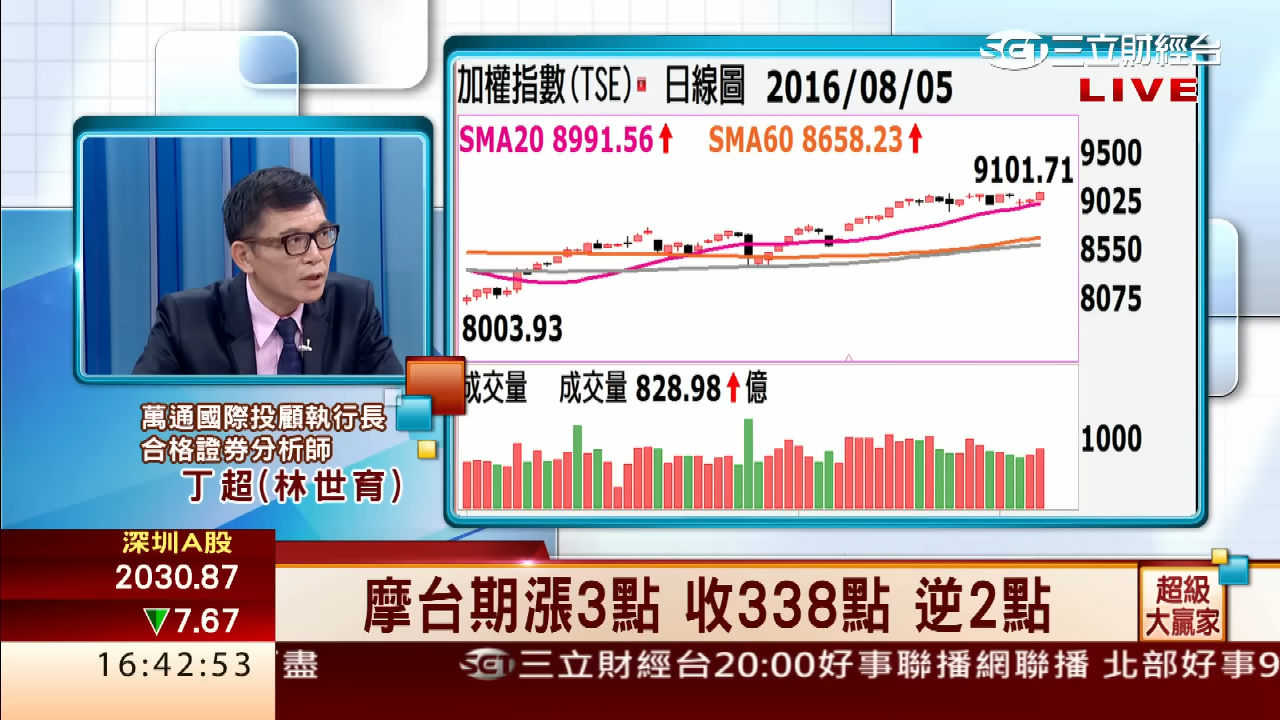 SET三立財經台
LIVE
加權指數(TSE) 日線圖 2016/08/05
SMA20 8991.56↑ SMA60 8658.23↑
9101.71
9500
9025
8550
8075
8003.93
成交量 成交量 828.98↑億
1000
萬通國際投顧執行長
合格證券分析師
丁超(林世育)
深圳A股
2030.87
▼7.67
摩台期漲3點 收338點 逆2點
超級
大贏家
16:42:53
盡 SET三立財經台20:00好事聯播網聯播 北部好事9